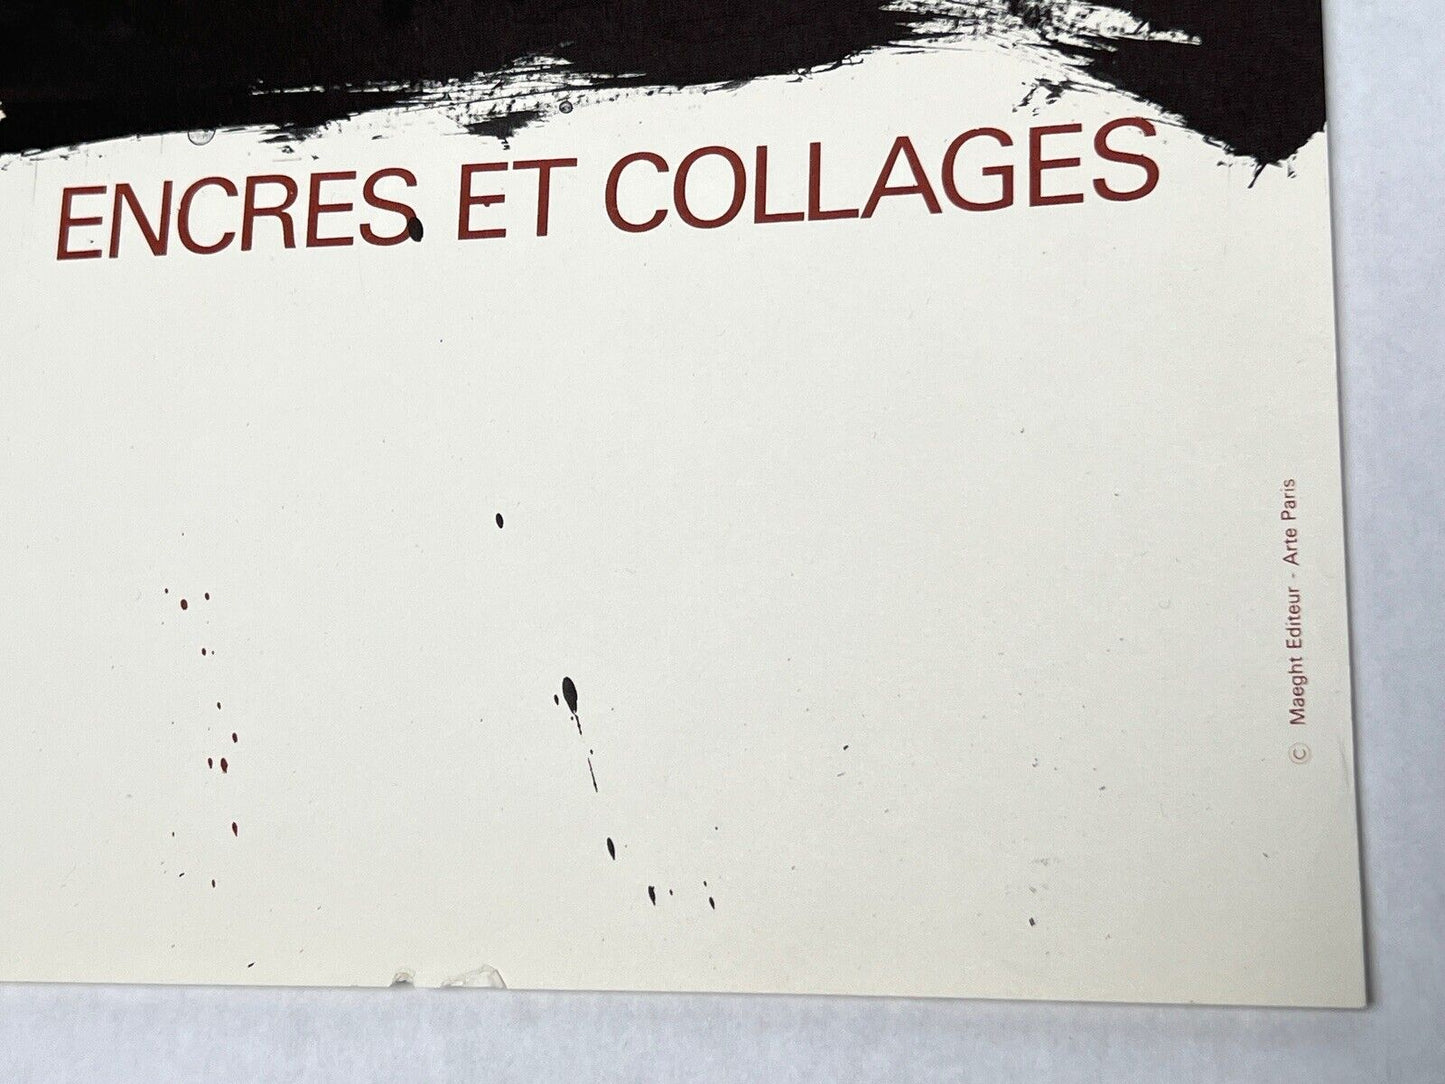 ENCRES ET COLLAGES
© Maeght Editeur - Arte Paris